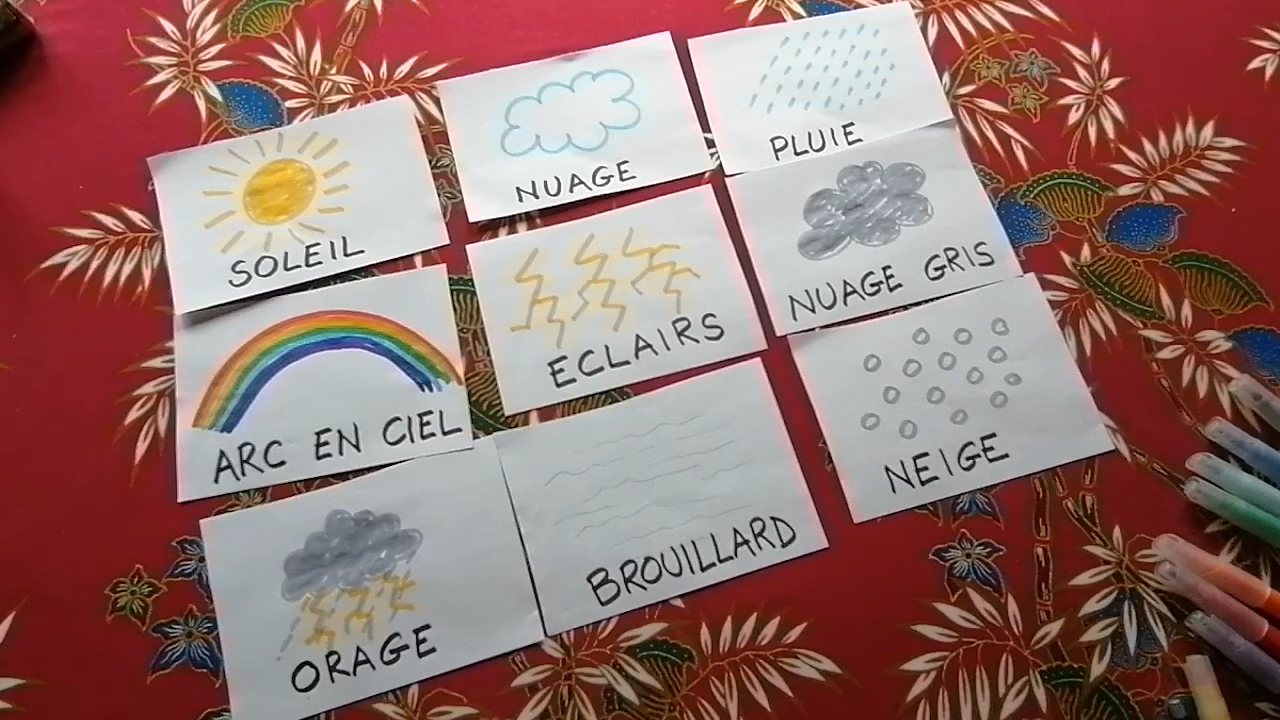 SOLEIL
NUAGE
PLUIE
ARC EN CIEL
ECLAIRS
NUAGE GRIS
ORAGE
BROUILLARD
NEIGE